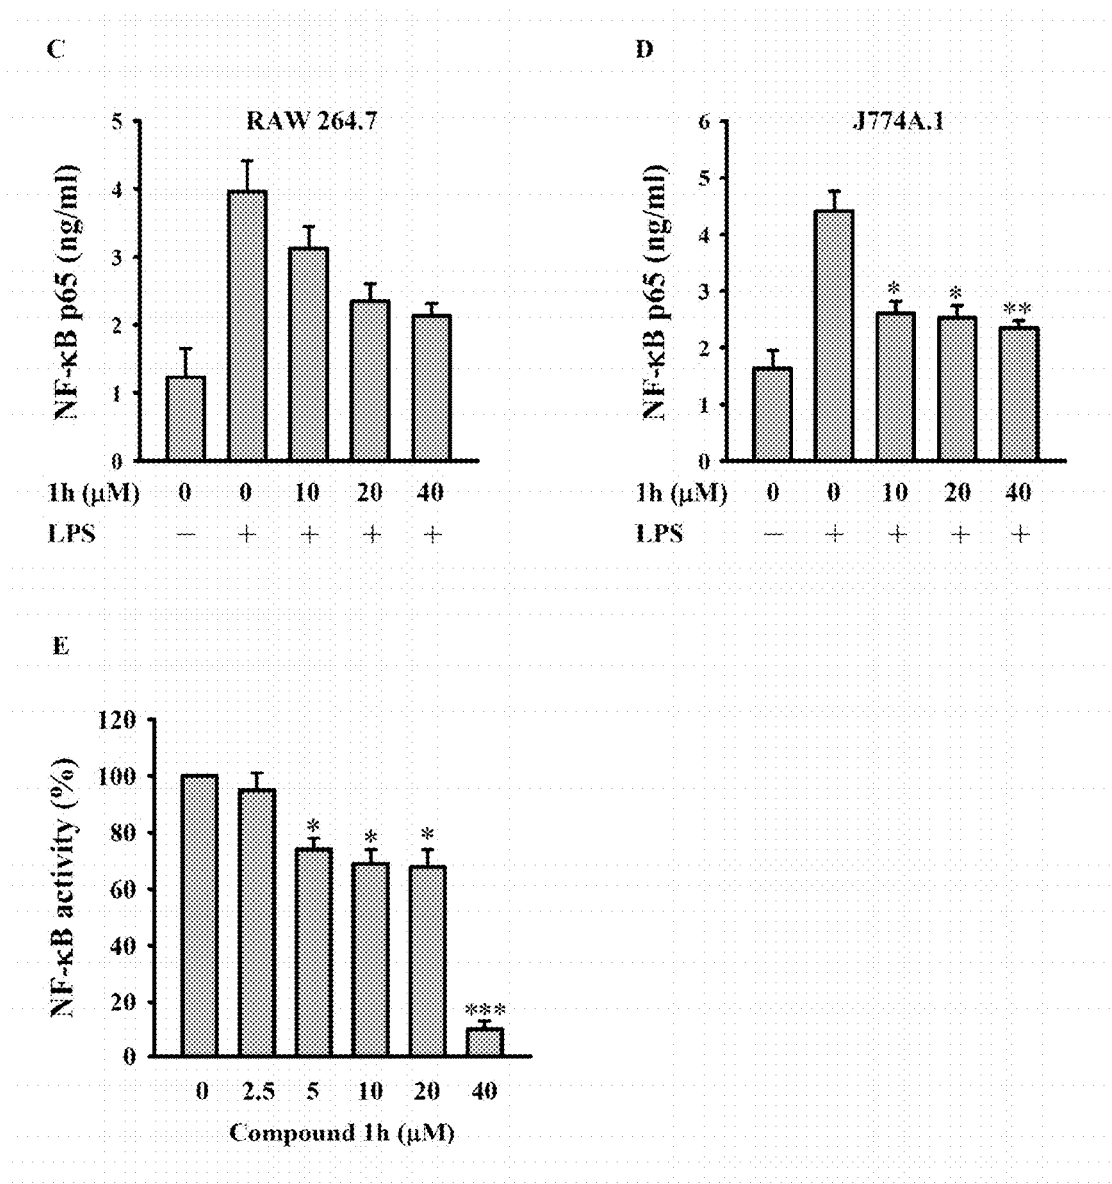 C
RAW 264.7
NF-κB p65 (ng/ml)
5
4
3
2
1
0
1h (μM) 0 0 10 20 40
LPS − + + + +
D
J774A.1
NF-κB p65 (ng/ml)
6
5
4
3
2
1
0
* * **
1h (μM) 0 0 10 20 40
LPS − + + + +
E
NF-κB activity (%)
120
100
80
60
40
20
0
* * * ***
0 2.5 5 10 20 40
Compound 1h (μM)